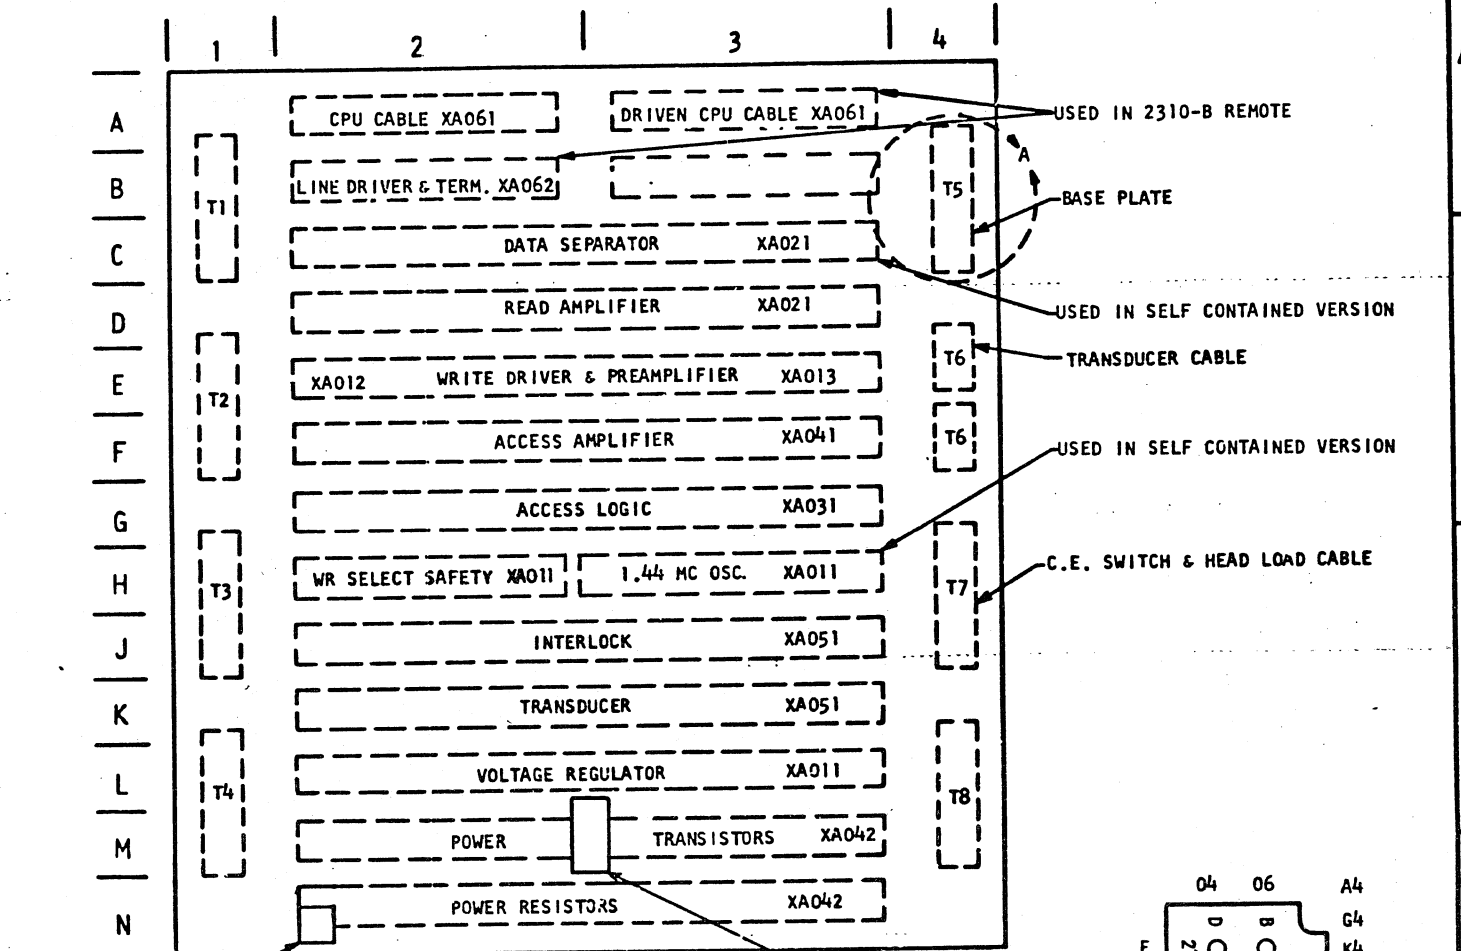 1 2 3 4
A CPU CABLE XA061 DRIVEN CPU CABLE XA061 USED IN 2310-B REMOTE
A
B LINE DRIVER & TERM. XA062 T5
T1 BASE PLATE
C DATA SEPARATOR XA021
D READ AMPLIFIER XA021 USED IN SELF CONTAINED VERSION
T6 TRANSDUCER CABLE
E XA012 WRITE DRIVER & PREAMPLIFIER XA013
T2
F ACCESS AMPLIFIER XA041 T6 USED IN SELF CONTAINED VERSION
G ACCESS LOGIC XA031
H WR SELECT SAFETY XA011 1.44 MC OSC. XA011 C.E. SWITCH & HEAD LOAD CABLE
T3 T7
J INTERLOCK XA051
K TRANSDUCER XA051
L VOLTAGE REGULATOR XA011
T4 T8
M POWER TRANSISTORS XA042
N POWER RESISTORS XA042
04 06 A4
D B G4
K4